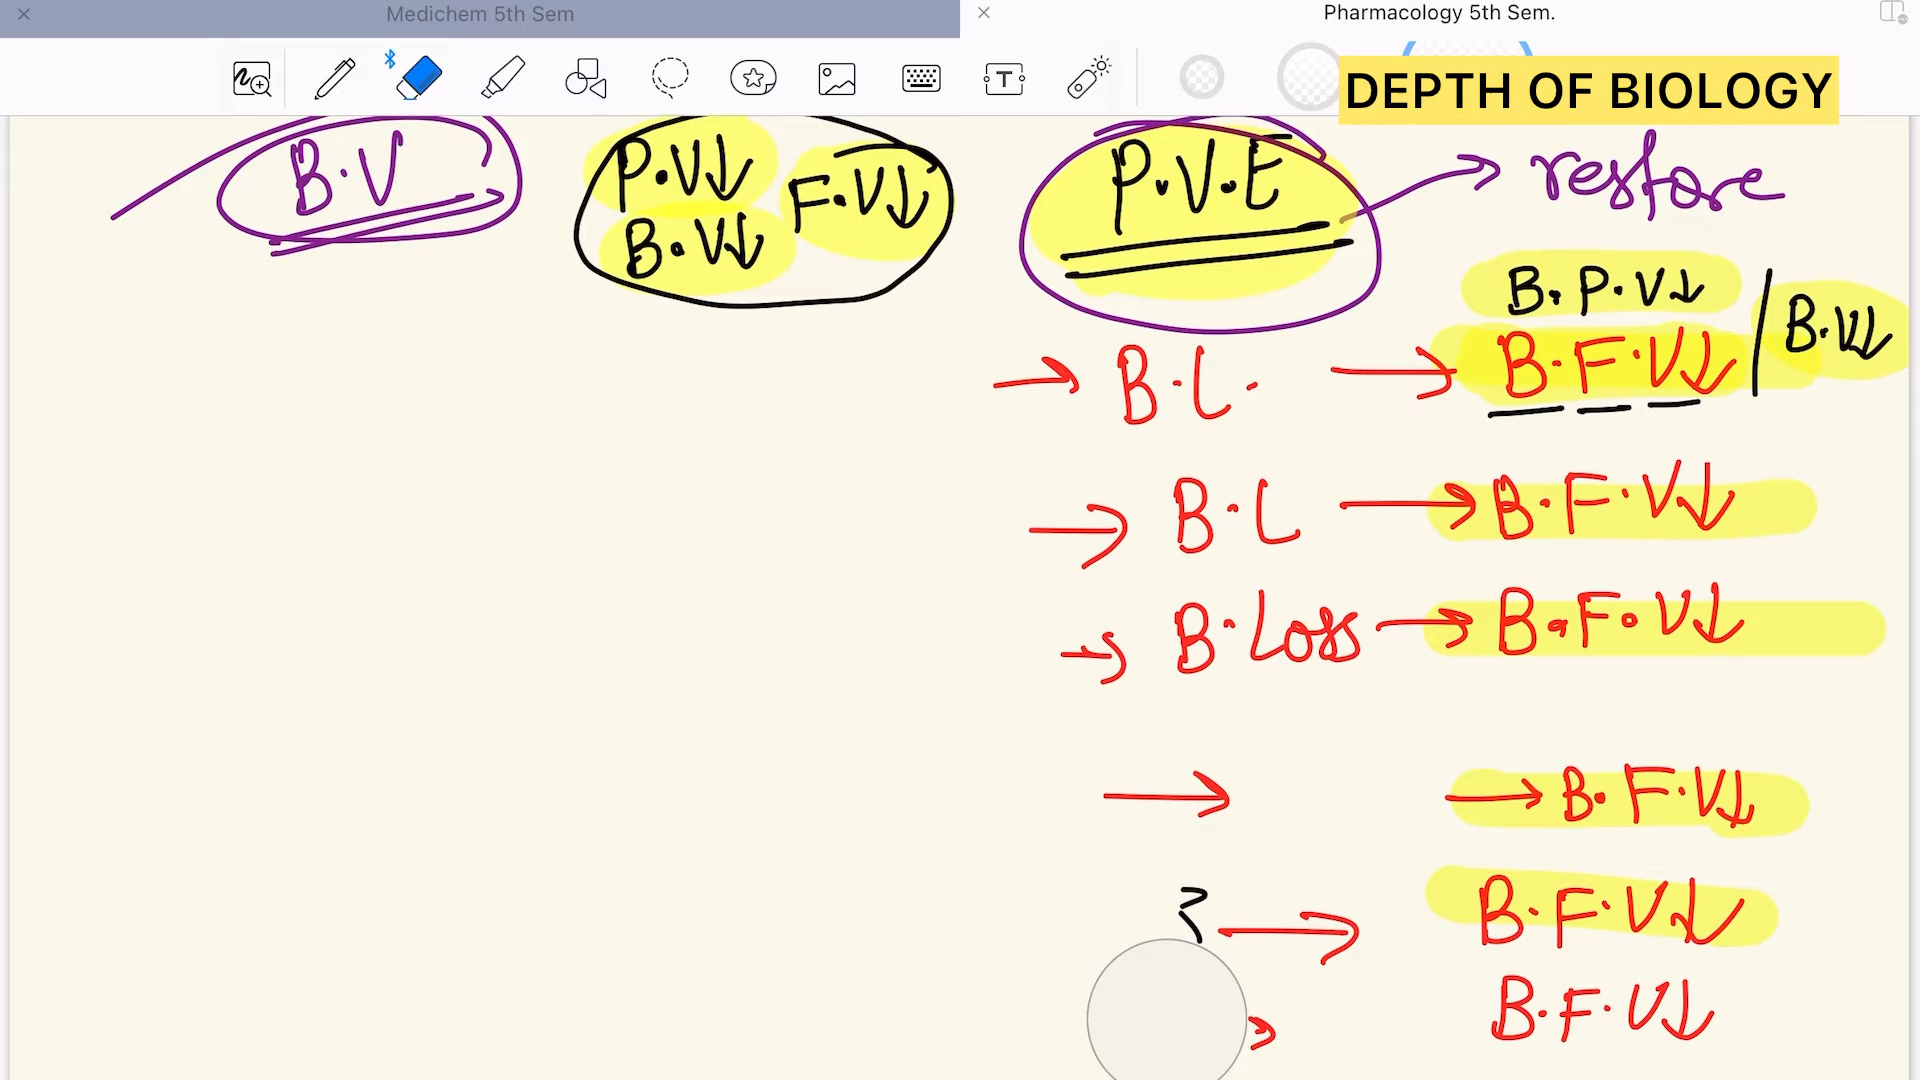 Medichem 5th Sem
Pharmacology 5th Sem.
DEPTH OF BIOLOGY
B.V
P.V↓
F.V↓
B.V↓
P.V.E → restore
B.P.V↓
B.V↓
→ B.L. → B.F.V↓
→ B.L → B.F.V↓
→ B.Loss → B.F.V↓
→ → B.F.V↓
→ B.F.V↓
B.F.V↓